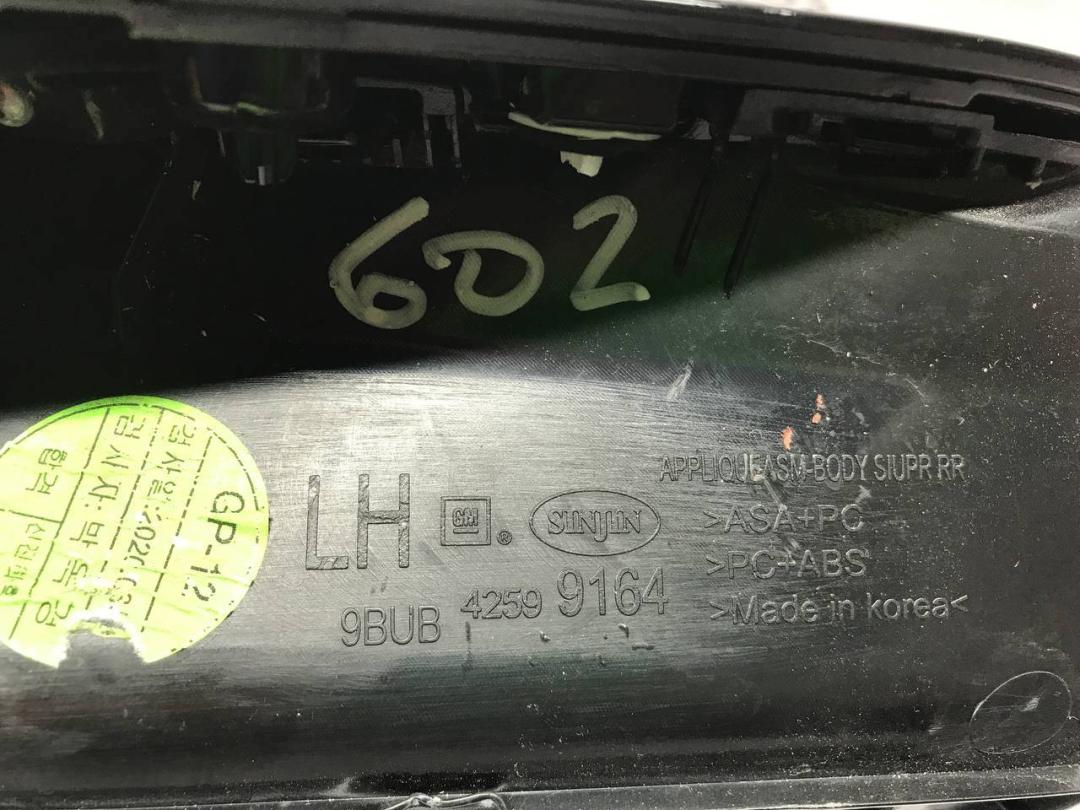 602
GP-12
LH
GM ®
SINJIN
9BUB 4259 9164
APPLIQUE ASM-BODY SIUPR RR
>ASA+PC
>PC+ABS
>Made in korea<